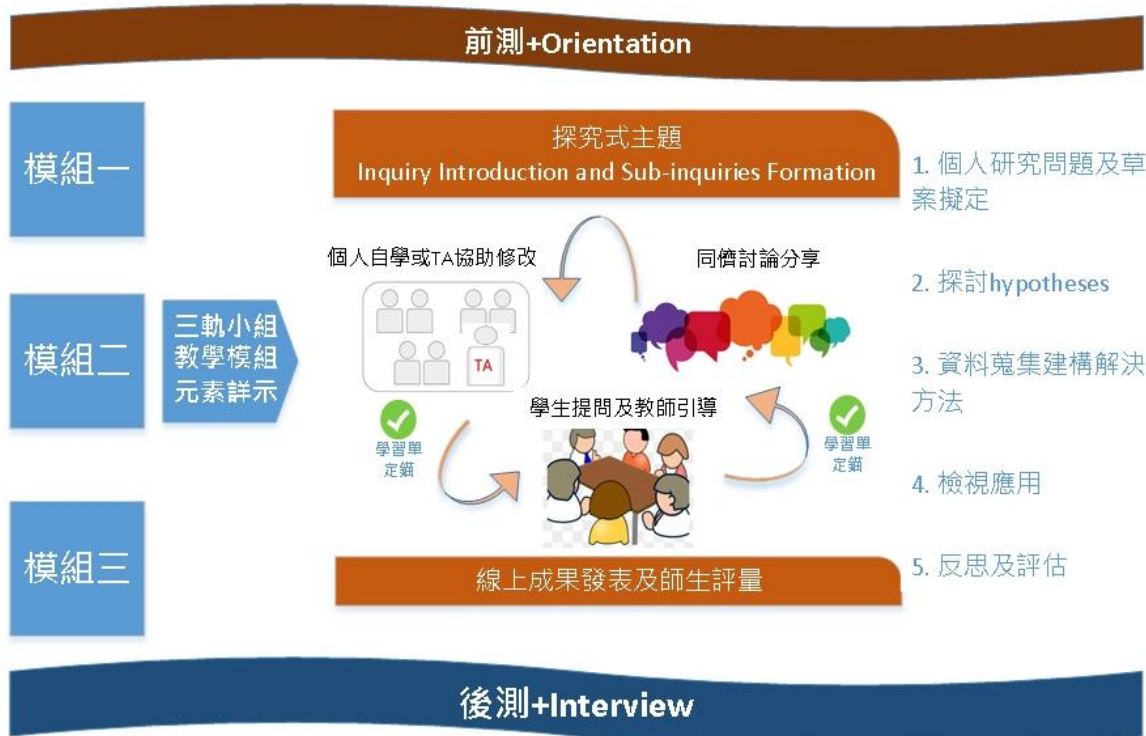 前測+Orientation
模組一
模組二
模組三
三軌小組
教學模組
元素詳示
探究式主題
Inquiry Introduction and Sub-inquiries Formation
個人自學或TA協助修改
同儕討論分享
TA
學生提問及教師引導
學習單
定錨
學習單
定錨
線上成果發表及師生評量
1. 個人研究問題及草
案擬定
2. 探討hypotheses
3. 資料蒐集建構解決
方法
4. 檢視應用
5. 反思及評估
後測+Interview